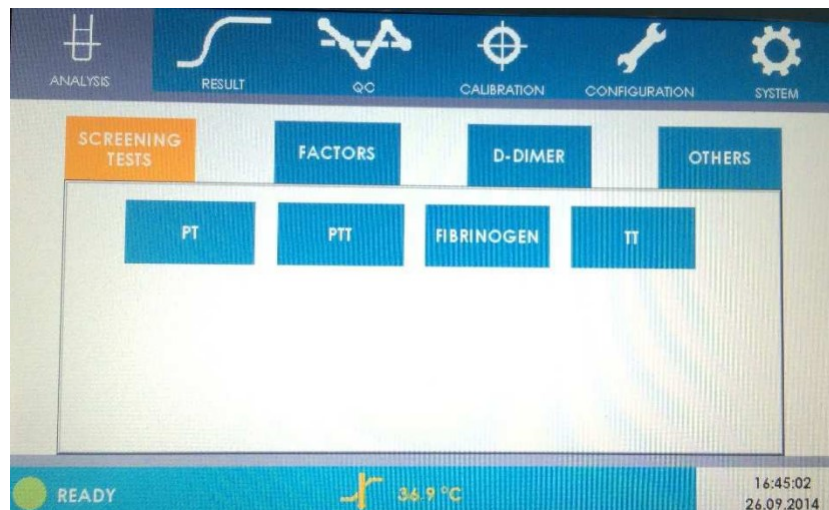 ANALYSIS
RESULT
QC
CALIBRATION
CONFIGURATION
SYSTEM
SCREENING
TESTS
FACTORS
D-DIMER
OTHERS
PT
PTT
FIBRINOGEN
TT
READY
36.9 °C
16:45:02
26.09.2014